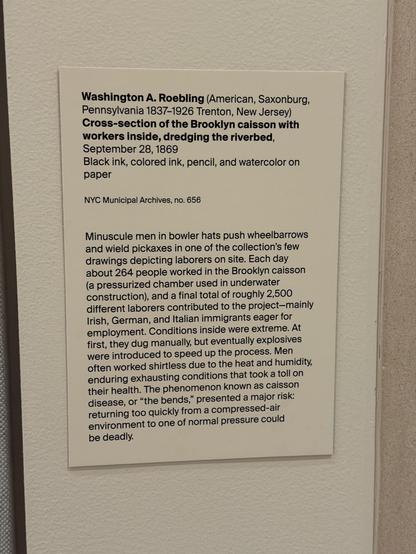 Washington A. Roebling (American, Saxonburg,
Pennsylvania 1837–1926 Trenton, New Jersey)
Cross-section of the Brooklyn caisson with
workers inside, dredging the riverbed,
September 28, 1869
Black ink, colored ink, pencil, and watercolor on
paper
NYC Municipal Archives, no. 656
Minuscule men in bowler hats push wheelbarrows
and wield pickaxes in one of the collection’s few
drawings depicting laborers on site. Each day
about 264 people worked in the Brooklyn caisson
(a pressurized chamber used in underwater
construction), and a final total of roughly 2,500
different laborers contributed to the project—mainly
Irish, German, and Italian immigrants eager for
employment. Conditions inside were extreme. At
first, they dug manually, but eventually explosives
were introduced to speed up the process. Men
often worked shirtless due to the heat and humidity,
enduring exhausting conditions that took a toll on
their health. The phenomenon known as caisson
disease, or “the bends,” presented a major risk:
returning too quickly from a compressed-air
environment to one of normal pressure could
be deadly.